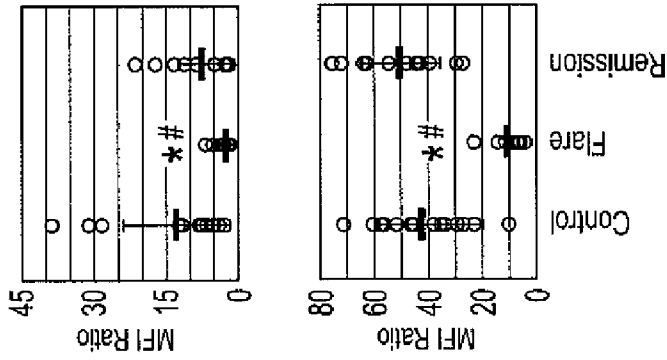 45
30
15
0
MFI Ratio
*#
80
60
40
20
0
MFI Ratio
*#
Control
Flare
Remission